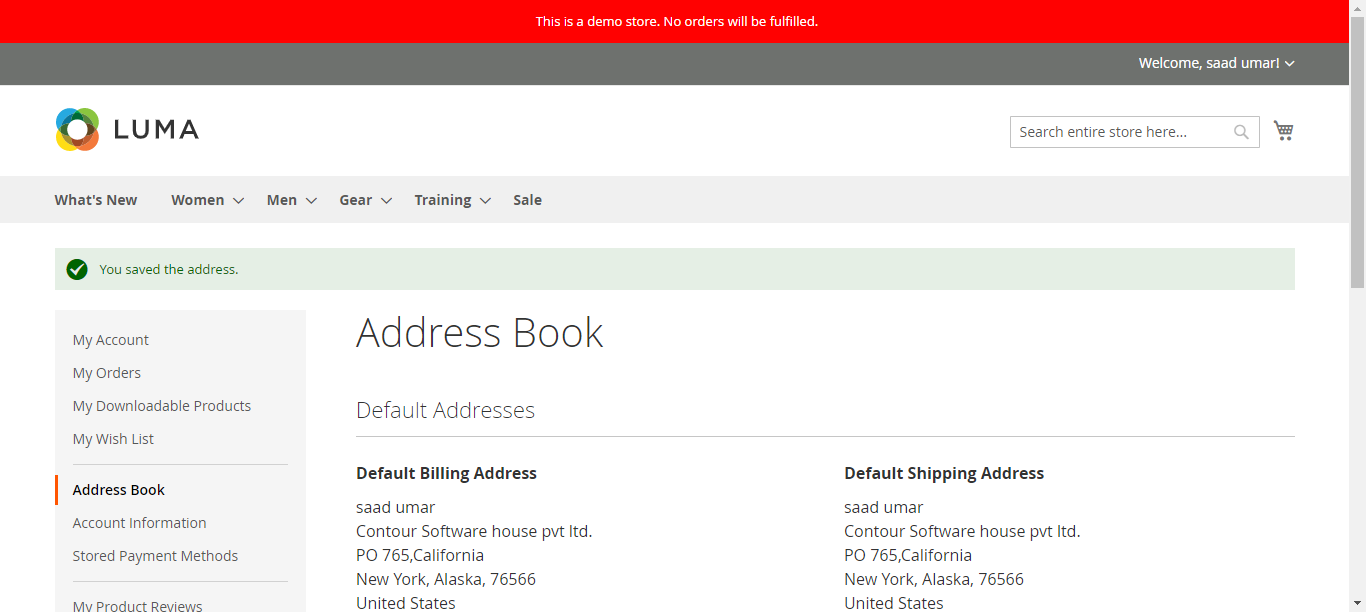 This is a demo store. No orders will be fulfilled.
Welcome, saad umar!
LUMA
Search entire store here...
What's New Women Men Gear Training Sale
You saved the address.
My Account
My Orders
My Downloadable Products
My Wish List
Address Book
Account Information
Stored Payment Methods
My Product Reviews
Address Book
Default Addresses
Default Billing Address
saad umar
Contour Software house pvt ltd.
PO 765,California
New York, Alaska, 76566
United States
Default Shipping Address
saad umar
Contour Software house pvt ltd.
PO 765,California
New York, Alaska, 76566
United States